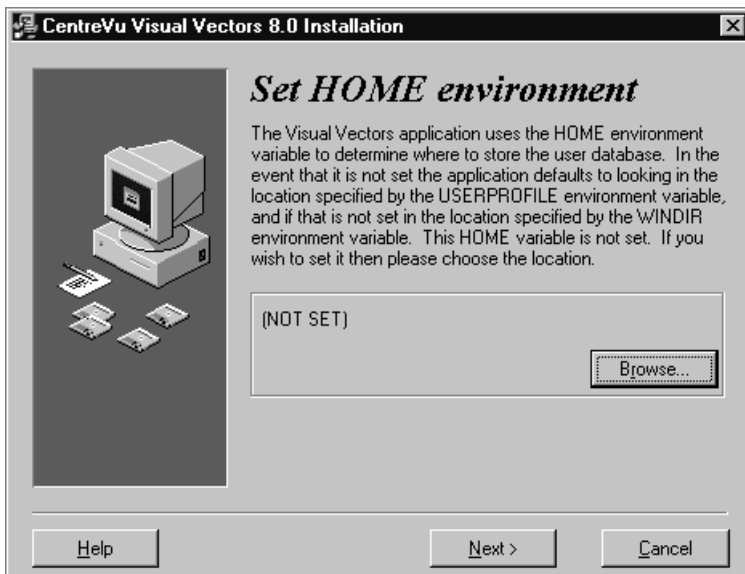 CentreVu Visual Vectors 8.0 Installation
Set HOME environment
The Visual Vectors application uses the HOME environment
variable to determine where to store the user database. In the
event that it is not set the application defaults to looking in the
location specified by the USERPROFILE environment variable,
and if that is not set in the location specified by the WINDIR
environment variable. This HOME variable is not set. If you
wish to set it then please choose the location.
(NOT SET)
Browse...
Help
Next >
Cancel